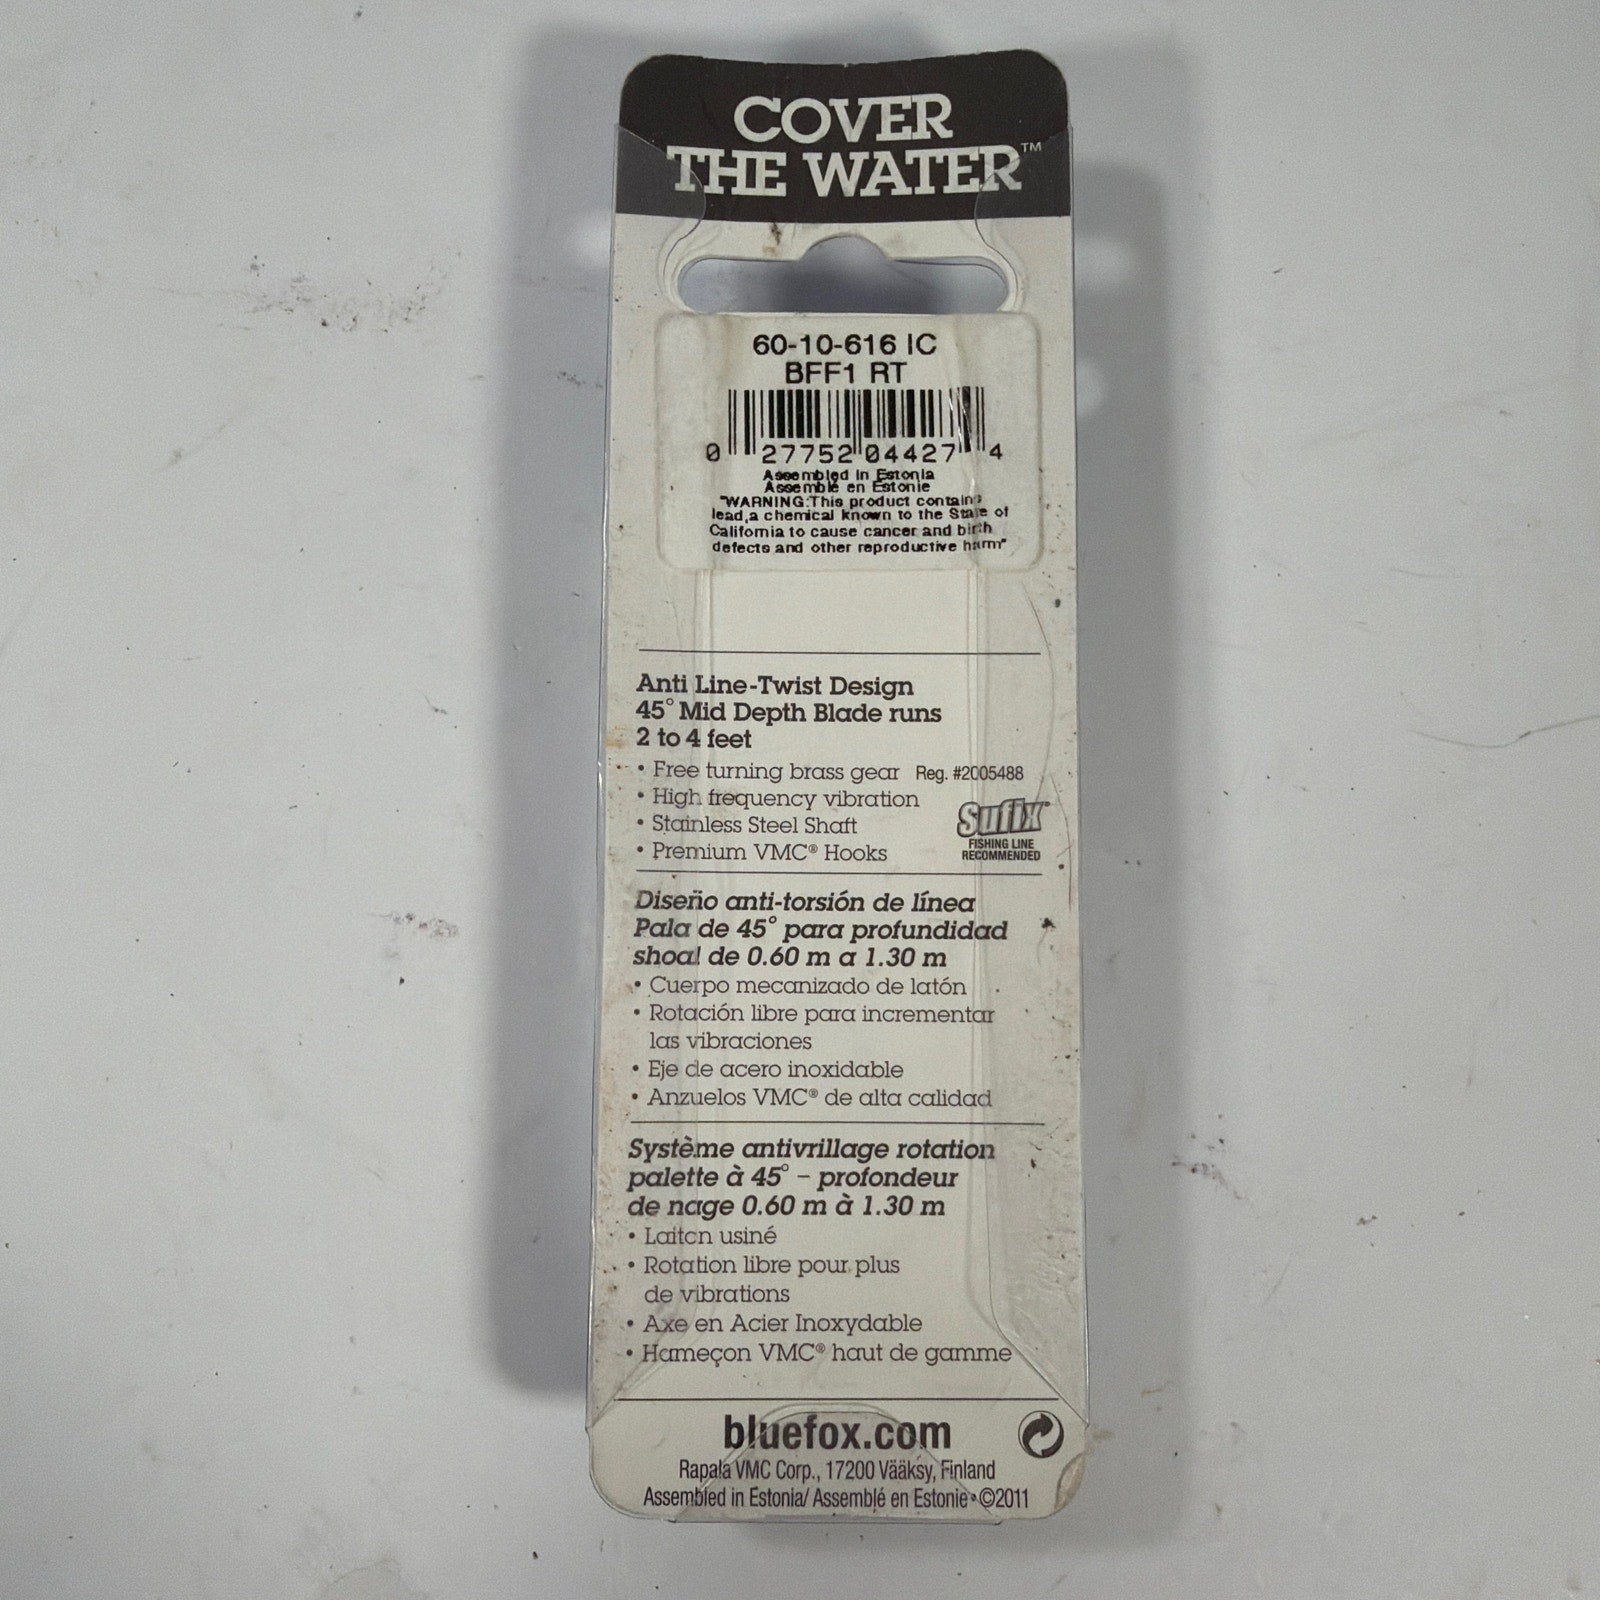 COVER
THE WATER™
60-10-616 IC
BFF1 RT
0 27752 04427 4
Assembled in Estonia
Assemblé en Estonie
"WARNING:This product contains
lead,a chemical known to the State of
California to cause cancer and birth
defects and other reproductive harm"
Anti Line-Twist Design
45° Mid Depth Blade runs
2 to 4 feet
• Free turning brass gear Reg. #2005488
• High frequency vibration
• Stainless Steel Shaft
• Premium VMC® Hooks
Sufix®
FISHING LINE
RECOMMENDED
Diseño anti-torsión de línea
Pala de 45° para profundidad
shoal de 0.60 m a 1.30 m
• Cuerpo mecanizado de latón
• Rotación libre para incrementar
las vibraciones
• Eje de acero inoxidable
• Anzuelos VMC® de alta calidad
Système antivrillage rotation
palette à 45° – profondeur
de nage 0.60 m à 1.30 m
• Laiton usiné
• Rotation libre pour plus
de vibrations
• Axe en Acier Inoxydable
• Hameçon VMC® haut de gamme
bluefox.com
Rapala VMC Corp., 17200 Vääksy, Finland
Assembled in Estonia/ Assemblé en Estonie • ©2011